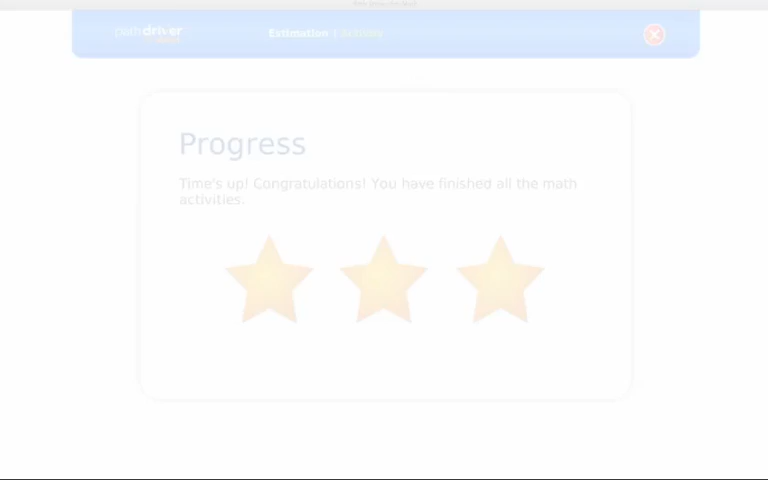 pathdriver
Estimation | Activity
Progress
Time's up! Congratulations! You have finished all the math
activities.